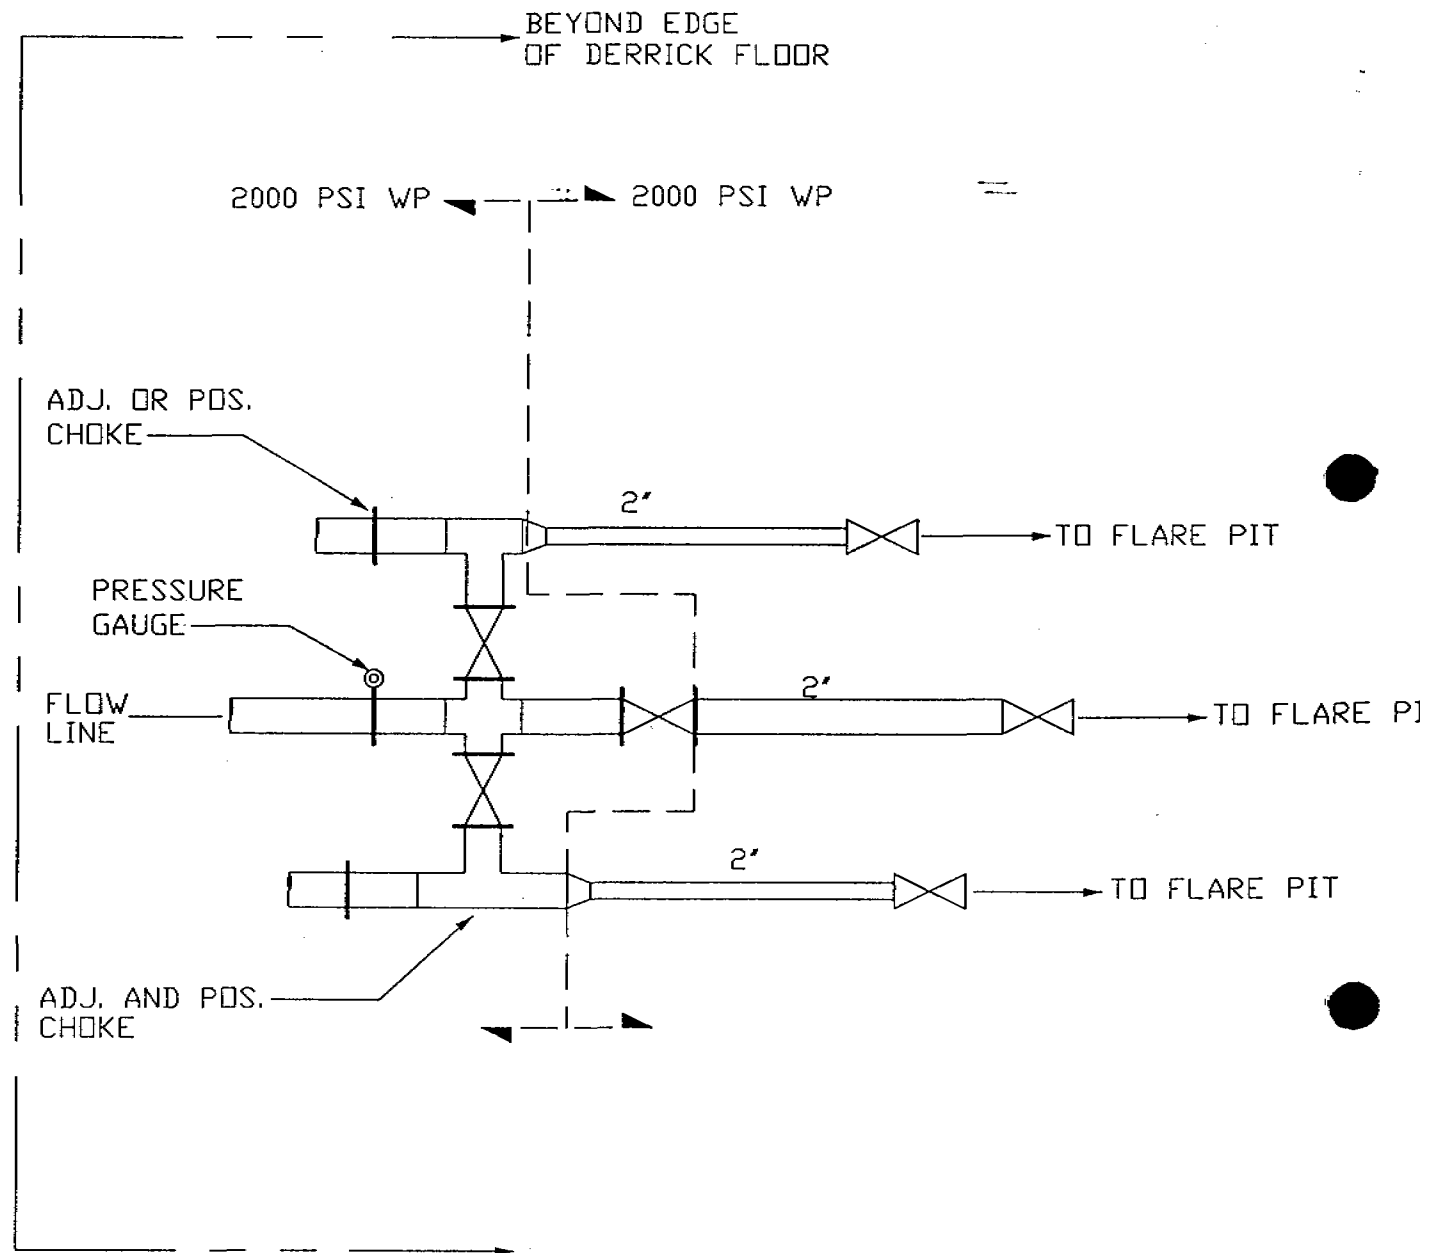 BEYOND EDGE
OF DERRICK FLOOR
2000 PSI WP
2000 PSI WP
ADJ. OR POS.
CHOKE
2"
TO FLARE PIT
PRESSURE
GAUGE
2"
FLOW
LINE
TO FLARE PI
2"
TO FLARE PIT
ADJ. AND POS.
CHOKE